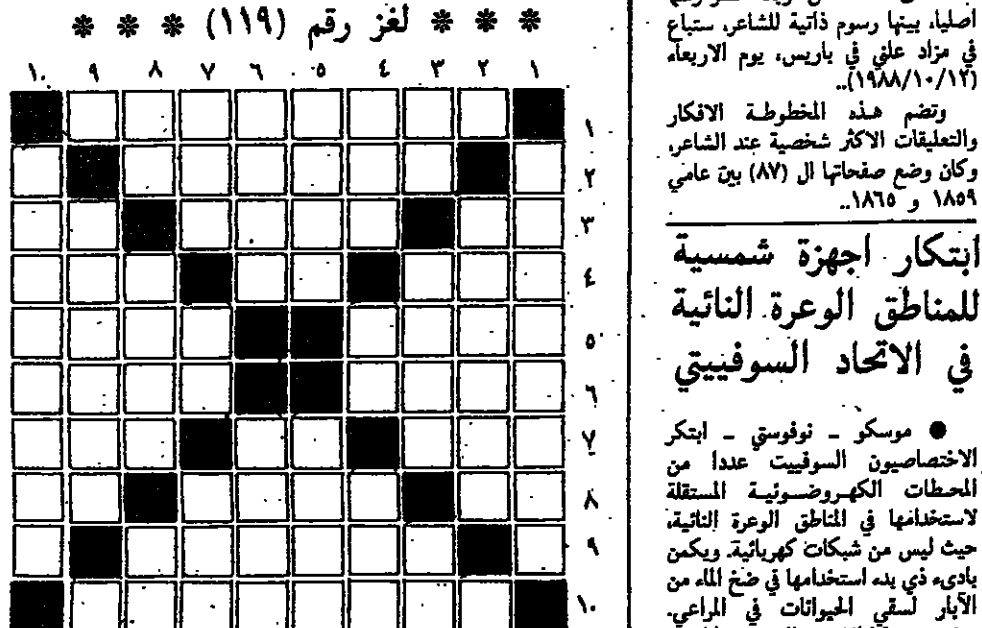 ❋ ❋ ❋ لغز رقم (١١٩) ❋ ❋ ❋
١ ٢ ٣ ٤ ٥ ٦ ٧ ٨ ٩ ١٠
١
٢
٣
٤
٥
٦
٧
٨
٩
١٠
اصليا، بينها رسوم ذاتية للشاعر، ستباع
في مزاد علني في باريس، يوم الاربعاء
(١٩٨٨/١٠/١٢)..
وتضم هذه المخطوطة الافكار
والتعليقات الاكثر شخصية عند الشاعر،
وكان وضع صفحاتها ال (٨٧) بين عامي
١٨٥٩ و ١٨٦٥..
ابتكار اجهزة شمسية
للمناطق الوعرة النائية
في الاتحاد السوفييتي
● موسكو - نوفوستي - ابتكر
الاختصاصيون السوفييت عددا من
المحطات الكهروضوئية المستقلة
لاستخدامها في المناطق الوعرة النائية،
حيث ليس من شبكات كهربائية. ويكمن
بادىء ذي بدء استخدامها في ضخ الماء من
الآبار لسقي الحيوانات في المراعي.